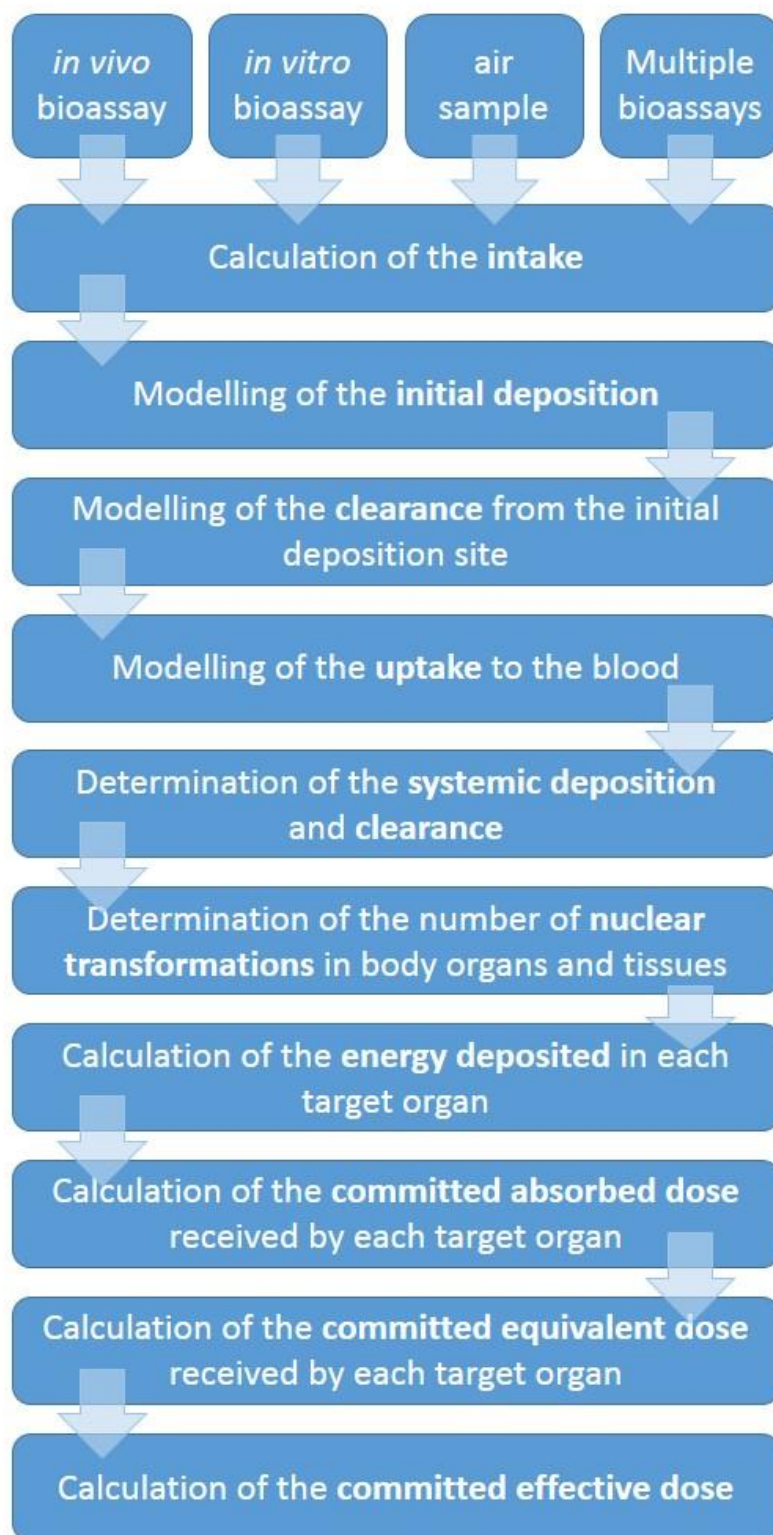 in vivo
bioassay
in vitro
bioassay
air
sample
Multiple
bioassays
Calculation of the intake
Modelling of the initial deposition
Modelling of the clearance from the initial
deposition site
Modelling of the uptake to the blood
Determination of the systemic deposition
and clearance
Determination of the number of nuclear
transformations in body organs and tissues
Calculation of the energy deposited in each
target organ
Calculation of the committed absorbed dose
received by each target organ
Calculation of the committed equivalent dose
received by each target organ
Calculation of the committed effective dose